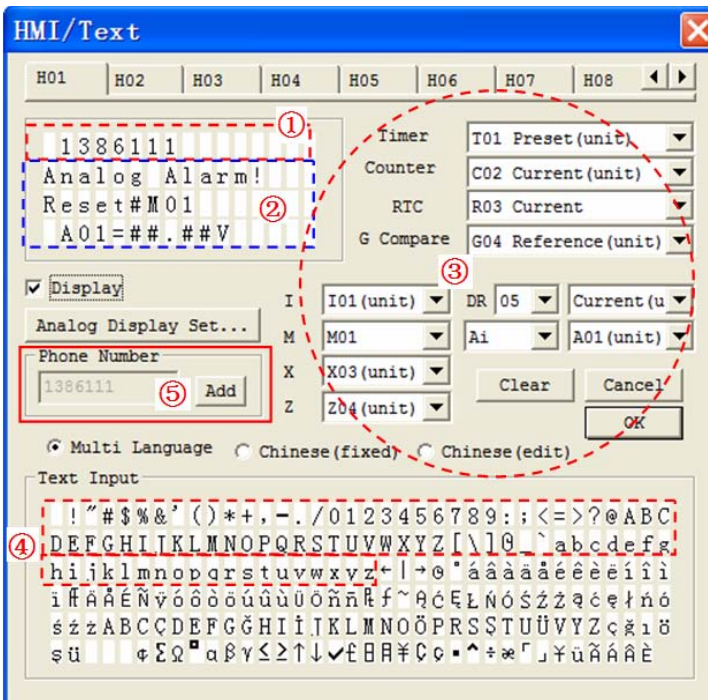 HMI/Text
H01 H02 H03 H04 H05 H06 H07 H08
①
1386111
Analog Alarm!
Reset#M01
②
A01=##.##V
Timer T01 Preset(unit)
Counter C02 Current(unit)
RTC R03 Current
G Compare G04 Reference(unit)
③
Display
Analog Display Set...
I I01(unit) DR 05 Current(u
M M01 Ai A01(unit)
X X03(unit)
Z Z04(unit)
Clear Cancel
OK
Phone Number
1386111 ⑤ Add
Multi Language Chinese(fixed) Chinese(edit)
Text Input
④
!"#$%&'()*+,-./0123456789:;<=>?@ABC
DEFGHIJKLMNOPQRSTUVWXYZ[\]θ_`abcdefg
hijklmnopqrstuvwxyz